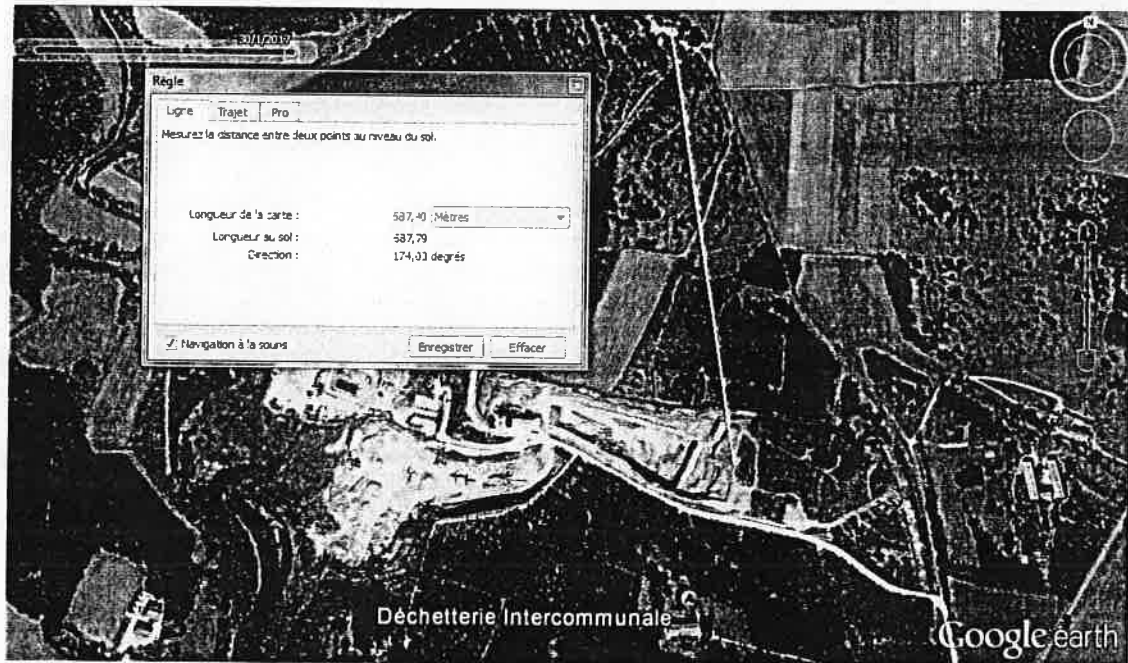 30/1/2017
Règle
Ligne Trajet Pro
Mesurez la distance entre deux points au niveau du sol.
Longueur de la carte : 687,40 Mètres
Longueur au sol : 687,79
Direction : 174,03 degrés
Navigation à la souris
Enregistrer Effacer
N
Déchetterie Intercommunale
Google earth